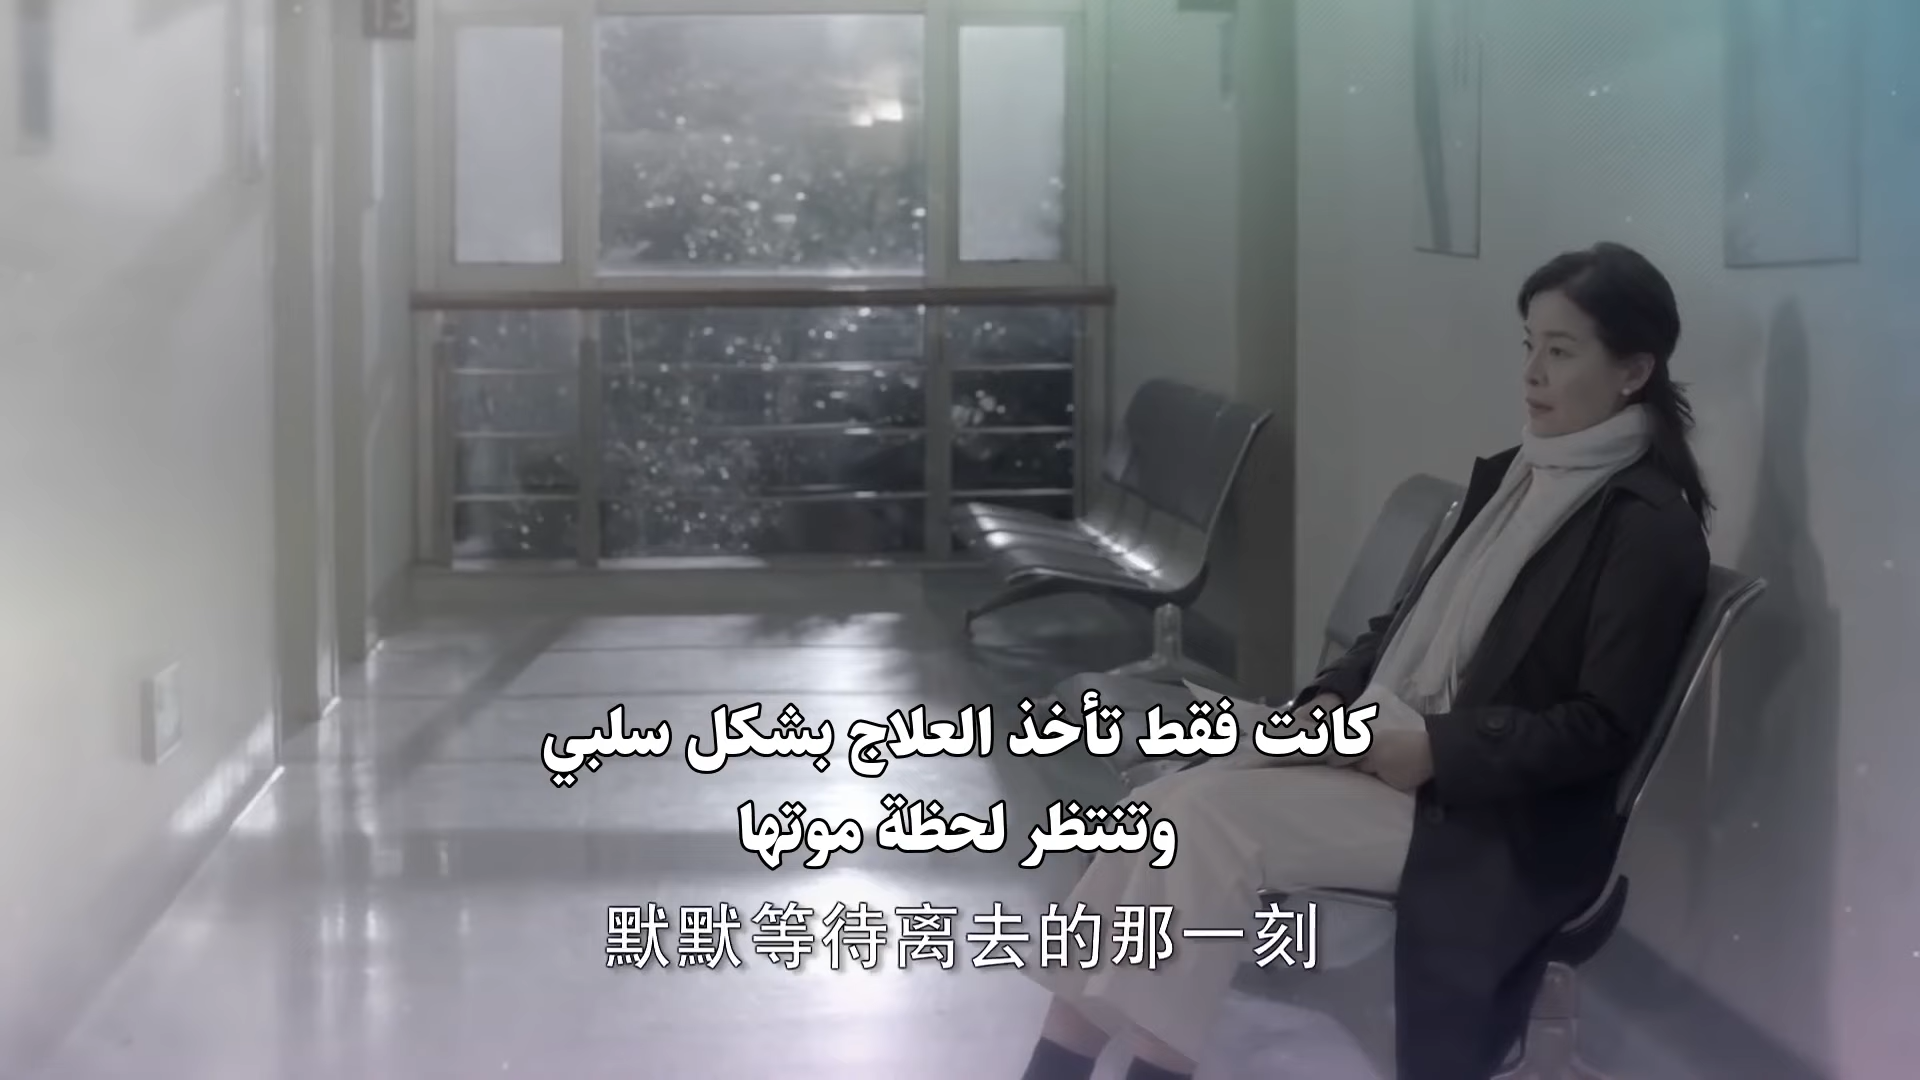 13
كانت فقط تأخذ العلاج بشكل سلبي
وتنتظر لحظة موتها
默默等待离去的那一刻